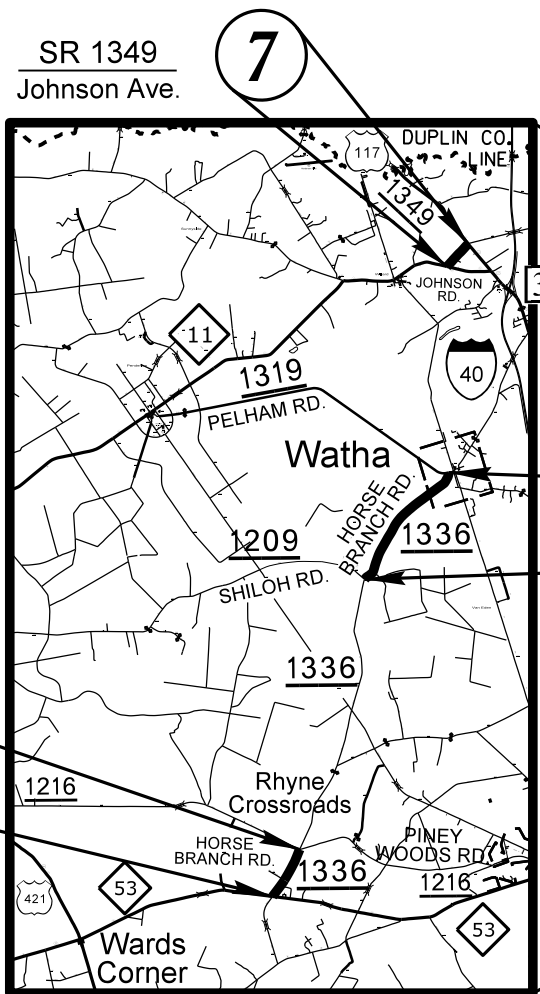 SR 1349
Johnson Ave.
7
DUPLIN CO.
LINE
117
1349
JOHNSON
RD.
3
11
40
1319
PELHAM RD.
Watha
HORSE
BRANCH RD.
1336
1209
SHILOH RD.
1336
1216
Rhyne
Crossroads
HORSE
BRANCH RD.
1336
PINEY
WOODS RD.
1216
421
53
53
Wards
Corner